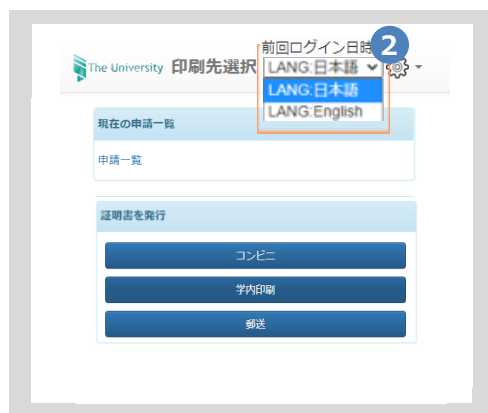 前回ログイン日時
2
The University 印刷先選択 LANG:日本語
LANG:日本語
LANG:English
現在の申請一覧
申請一覧
証明書を発行
コンビニ
学内印刷
郵送